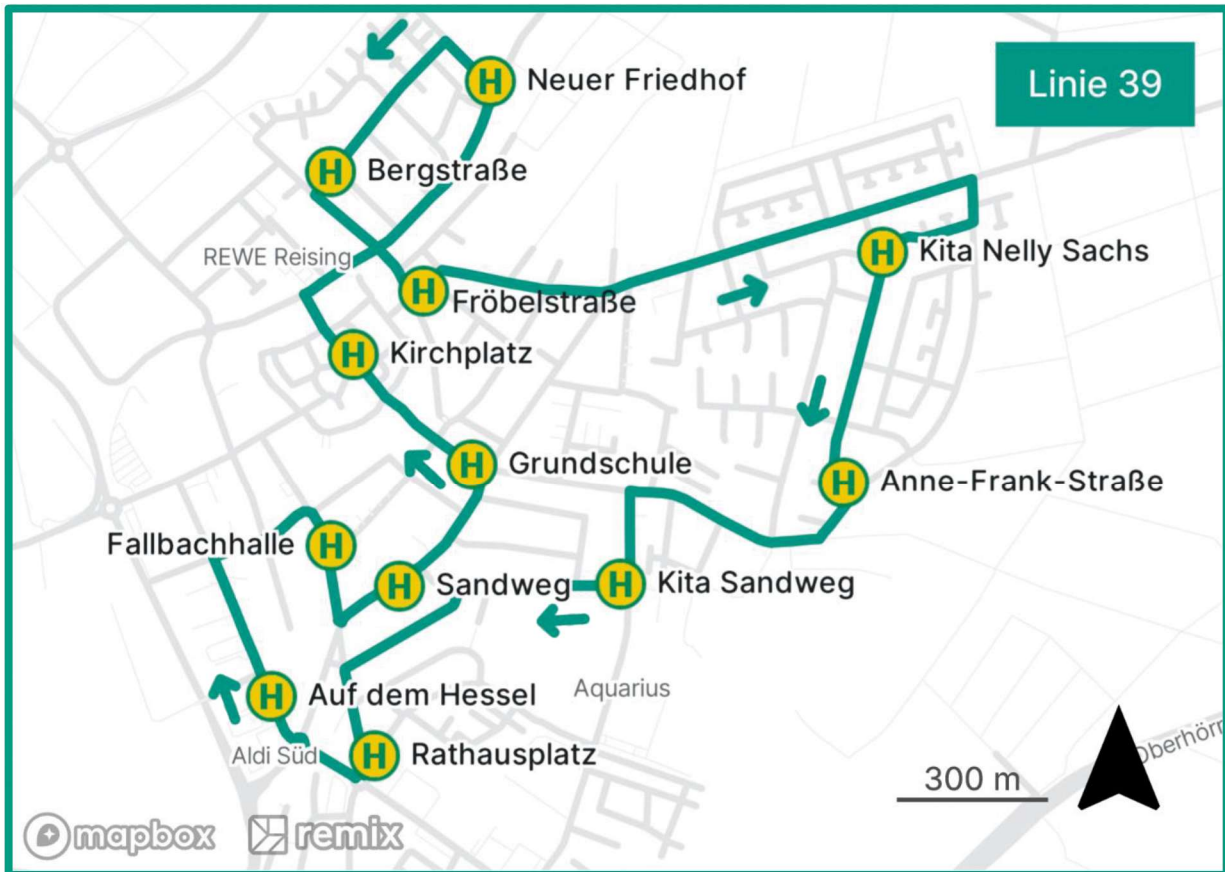 H Neuer Friedhof
Linie 39
H Bergstraße
REWE Reising
H Kita Nelly Sachs
H Fröbelstraße
H Kirchplatz
H Grundschule
H Anne-Frank-Straße
Fallbachhalle H
H Sandweg
H Kita Sandweg
H Auf dem Hessel
Aquarius
Aldi Süd
H Rathausplatz
300 m
Oberhörr
mapbox
remix